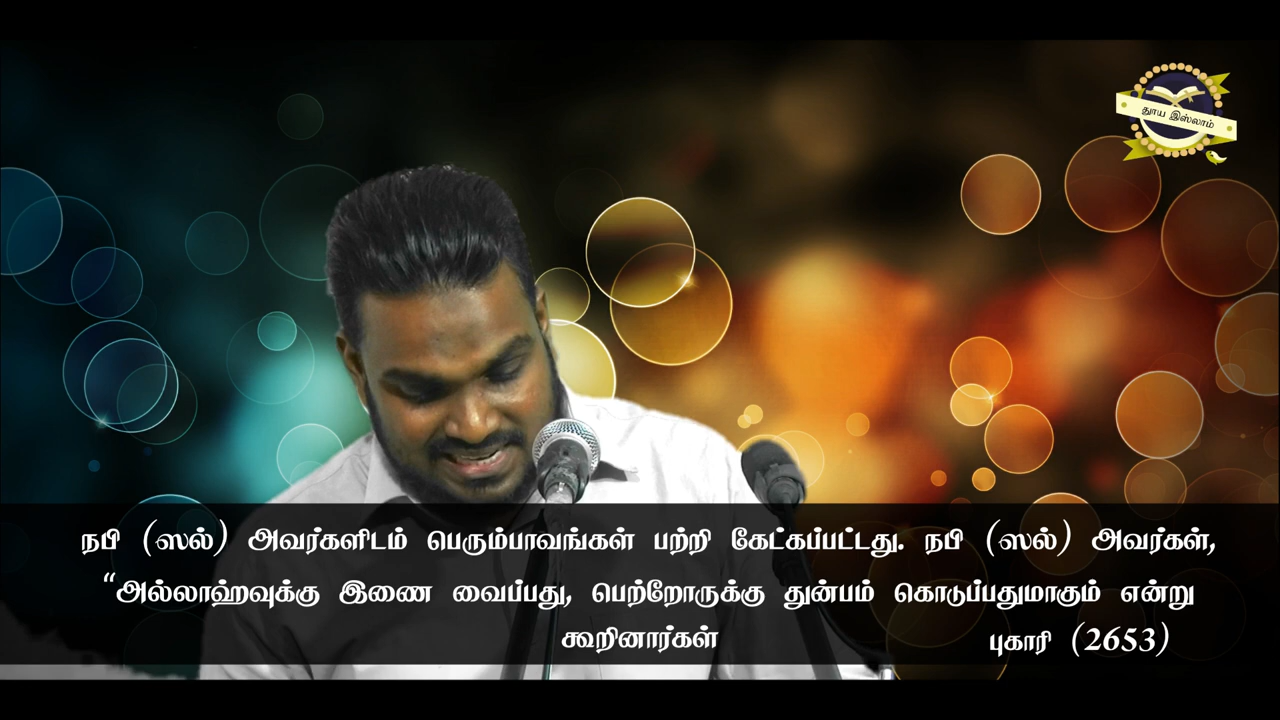 தூய இஸ்லாம்
நபி (ஸல்) அவர்களிடம் பெரும்பாவங்கள் பற்றி கேட்கப்பட்டது. நபி (ஸல்) அவர்கள்,
“அல்லாஹ்வுக்கு இணை வைப்பது, பெற்றோருக்கு துன்பம் கொடுப்பதுமாகும் என்று
கூறினார்கள் புகாரி (2653)